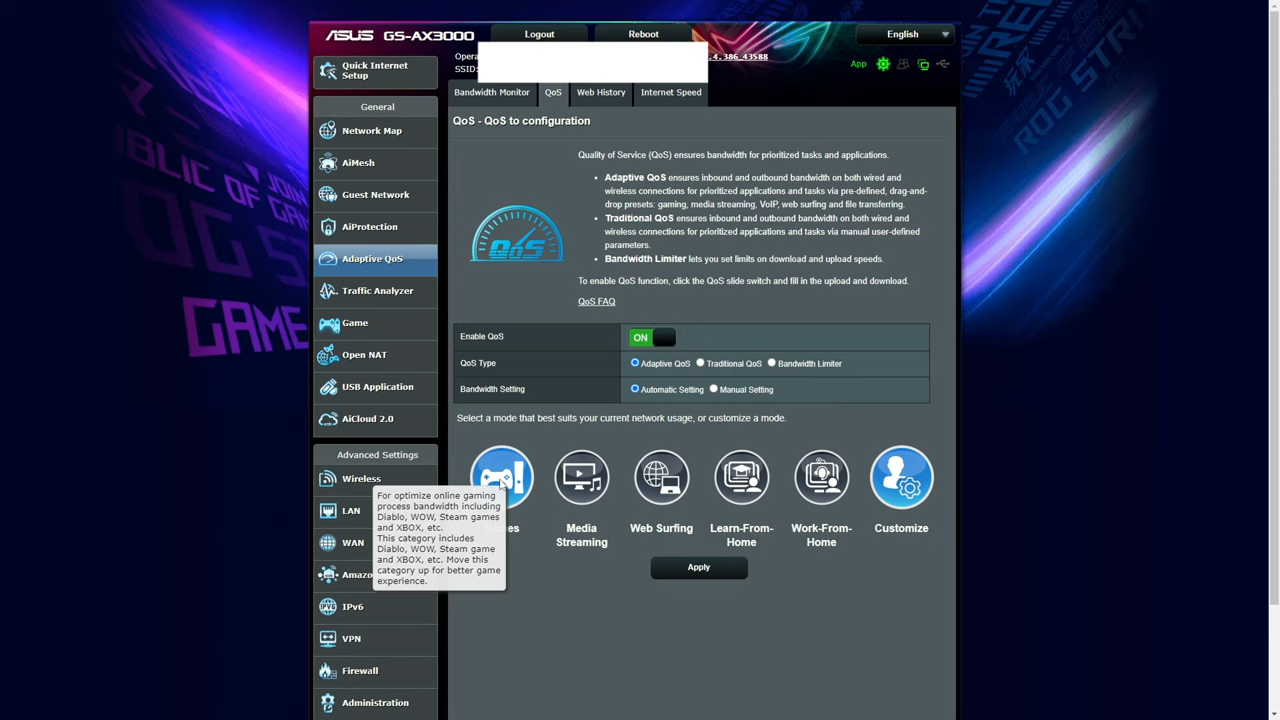 ASUS GS-AX3000
Logout
Reboot
English
.4.386_43588
SSID:
App
Quick Internet
Setup
General
Network Map
AiMesh
Guest Network
AiProtection
Adaptive QoS
Traffic Analyzer
Game
Open NAT
USB Application
AiCloud 2.0
Advanced Settings
Wireless
LAN
WAN
IPv6
VPN
Firewall
Administration
Bandwidth Monitor
QoS
Web History
Internet Speed
QoS - QoS to configuration
Quality of Service (QoS) ensures bandwidth for prioritized tasks and applications.
Adaptive QoS ensures inbound and outbound bandwidth on both wired and
wireless connections for prioritized applications and tasks via pre-defined, drag-and-
drop presets: gaming, media streaming, VoIP, web surfing and file transferring.
Traditional QoS ensures inbound and outbound bandwidth on both wired and
wireless connections for prioritized applications and tasks via manual user-defined
parameters.
Bandwidth Limiter lets you set limits on download and upload speeds.
To enable QoS function, click the QoS slide switch and fill in the upload and download.
QoS FAQ
QoS
Enable QoS
ON
QoS Type
Adaptive QoS Traditional QoS Bandwidth Limiter
Bandwidth Setting
Automatic Setting Manual Setting
Select a mode that best suits your current network usage, or customize a mode.
Media
Streaming
Web Surfing
Learn-From-
Home
Work-From-
Home
Customize
Apply
For optimize online gaming
process bandwidth including
Diablo, WOW, Steam games
and XBOX, etc.
This category includes
Diablo, WOW, Steam game
and XBOX, etc. Move this
category up for better game
experience.
GAME
ROG STRI